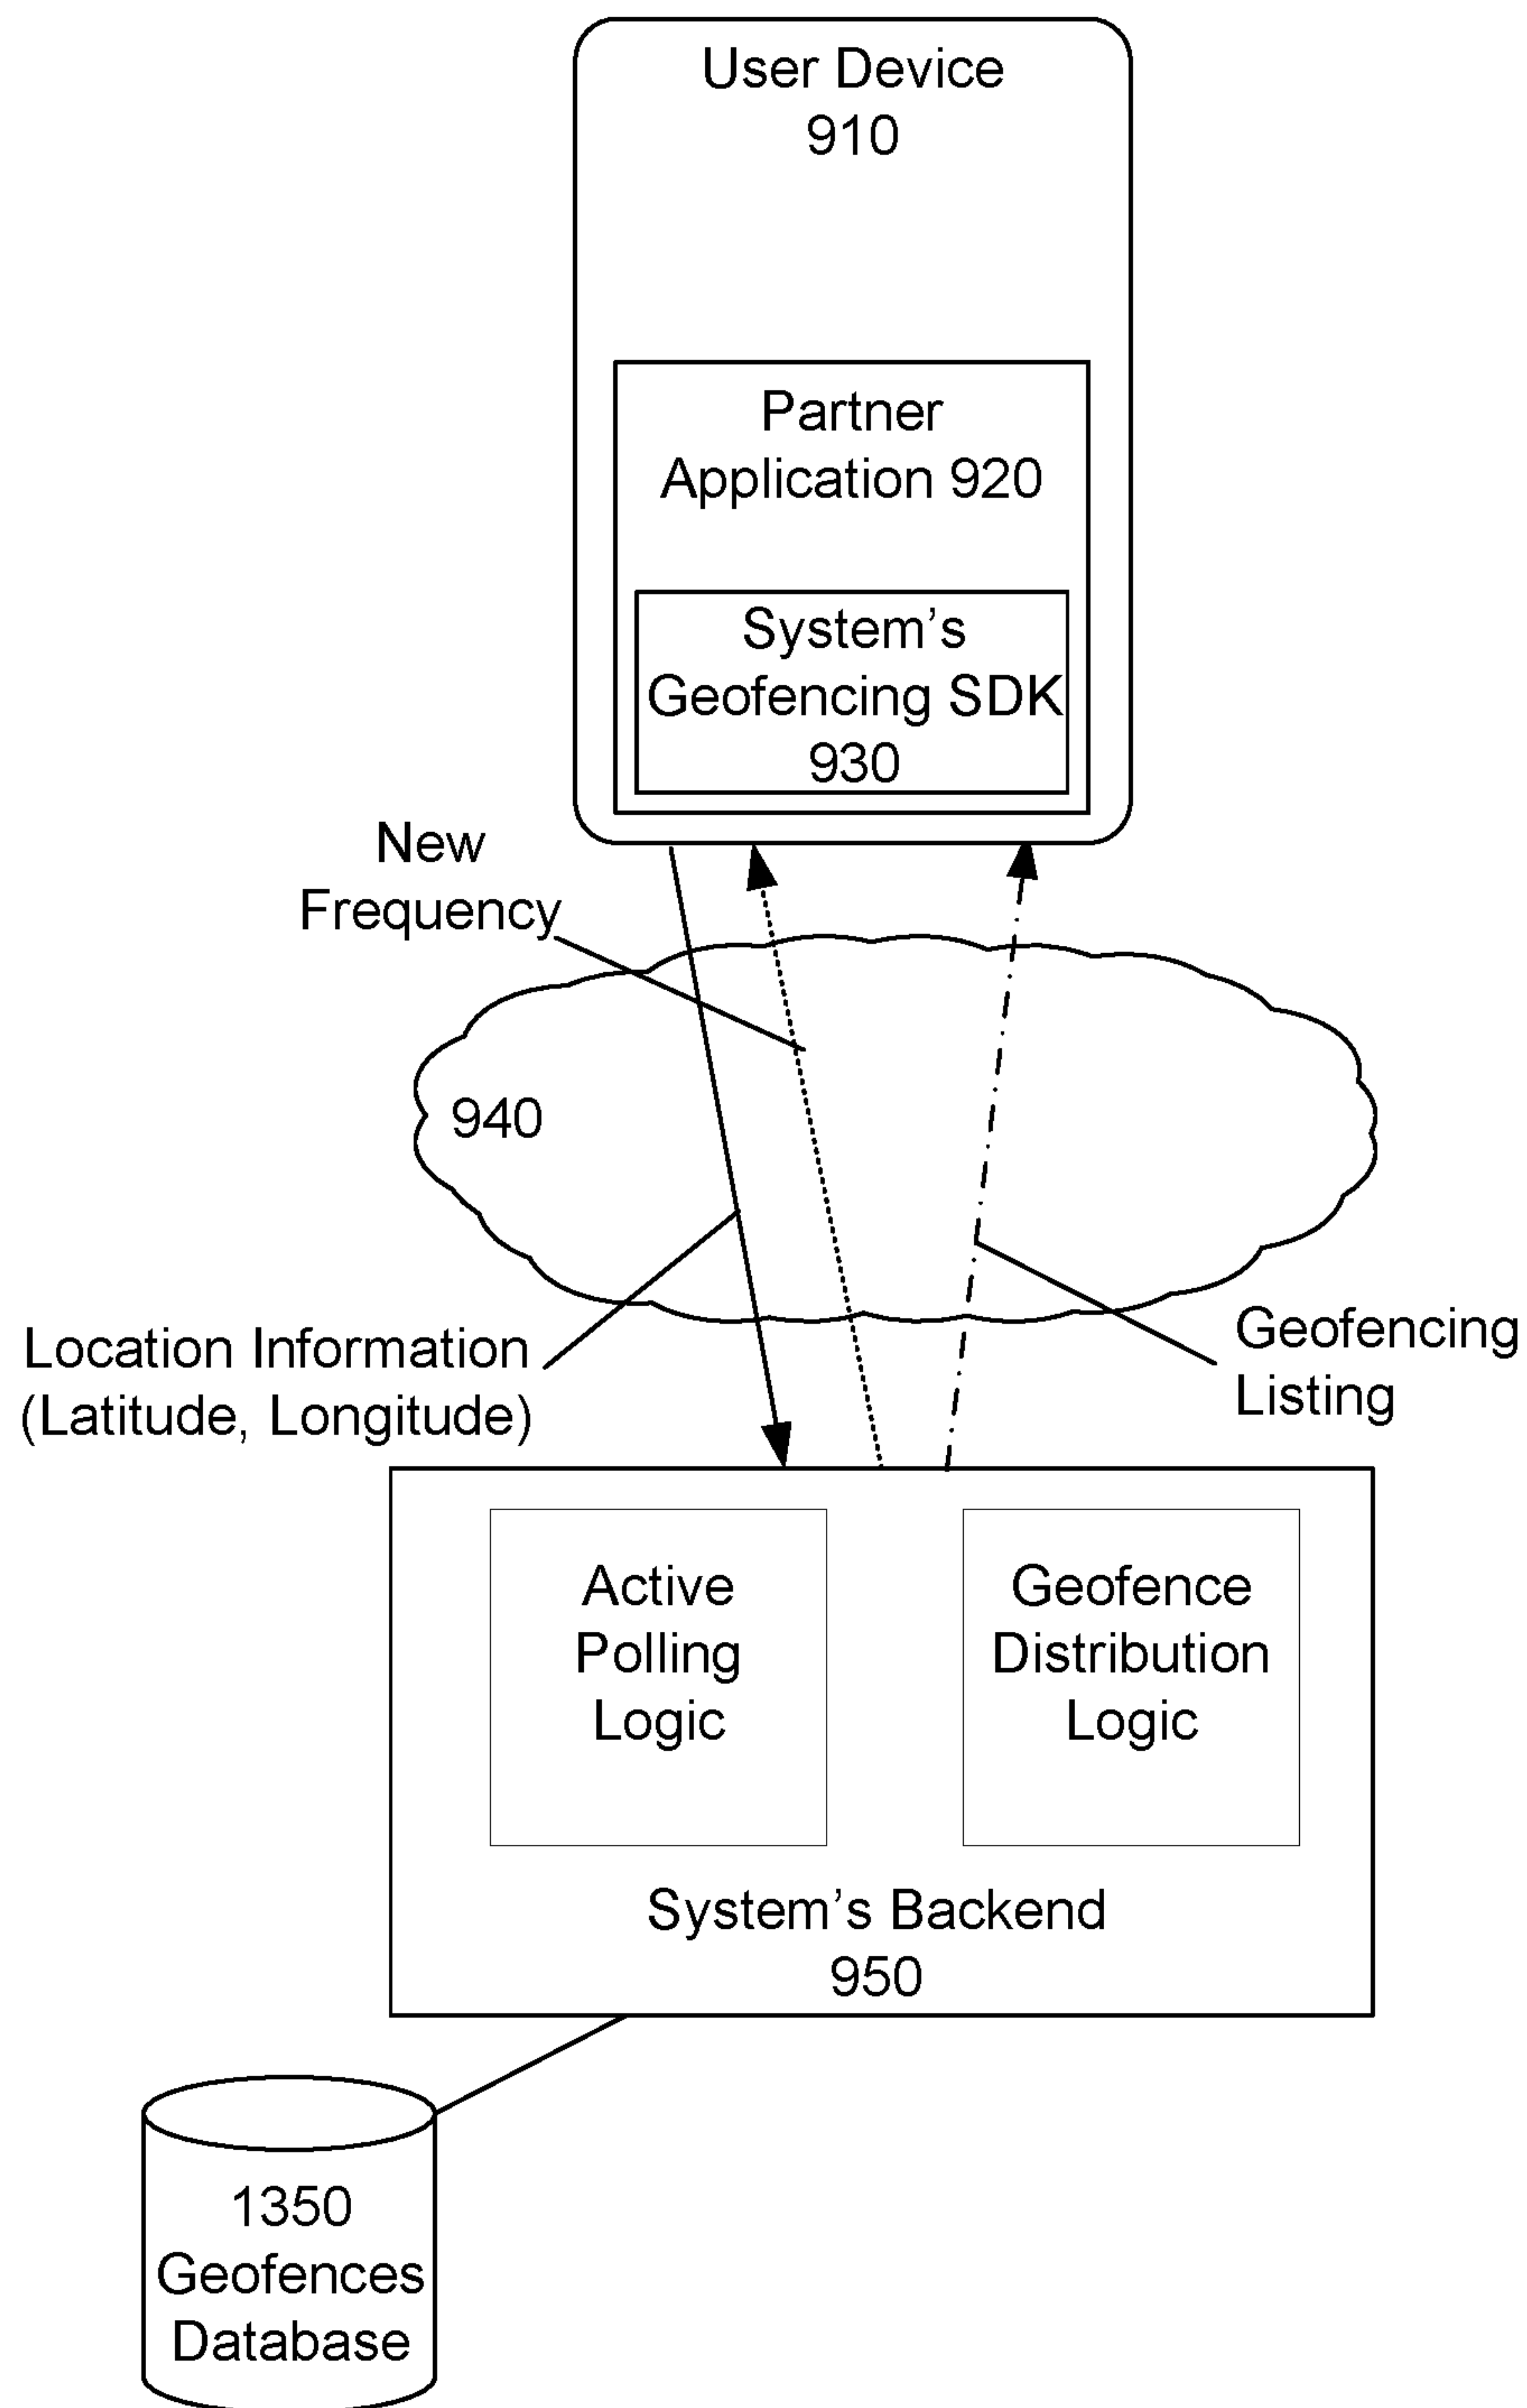 User Device
910
Partner
Application 920
System's
Geofencing SDK
930
New
Frequency
940
Location Information
(Latitude, Longitude)
Geofencing
Listing
Active
Polling
Logic
Geofence
Distribution
Logic
System's Backend
950
1350
Geofences
Database